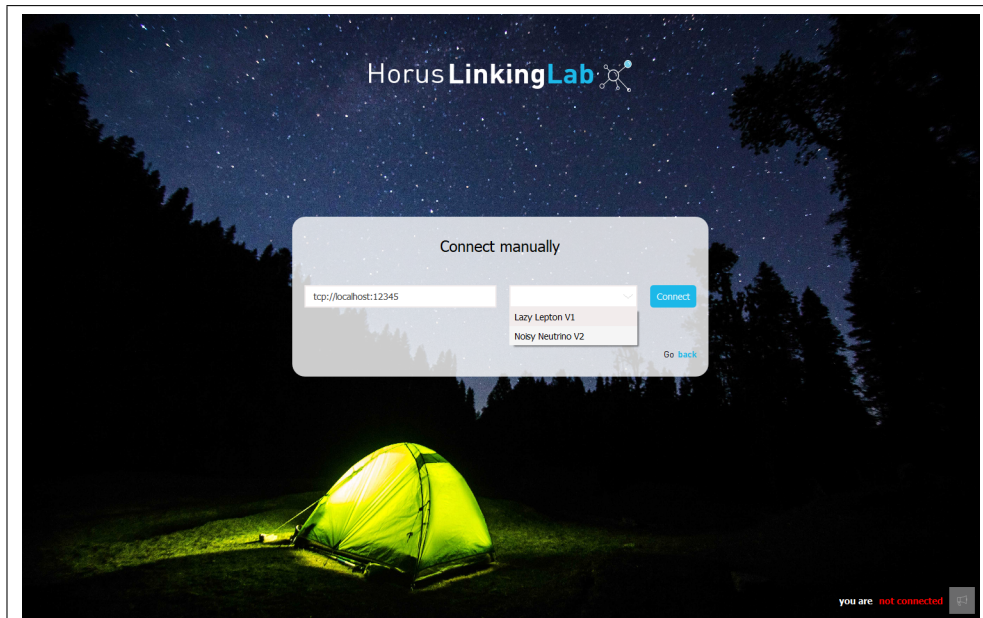 Horus LinkingLab
Connect manually
tcp://localhost:12345
Connect
Lazy Lepton V1
Noisy Neutrino V2
Go back
you are not connected